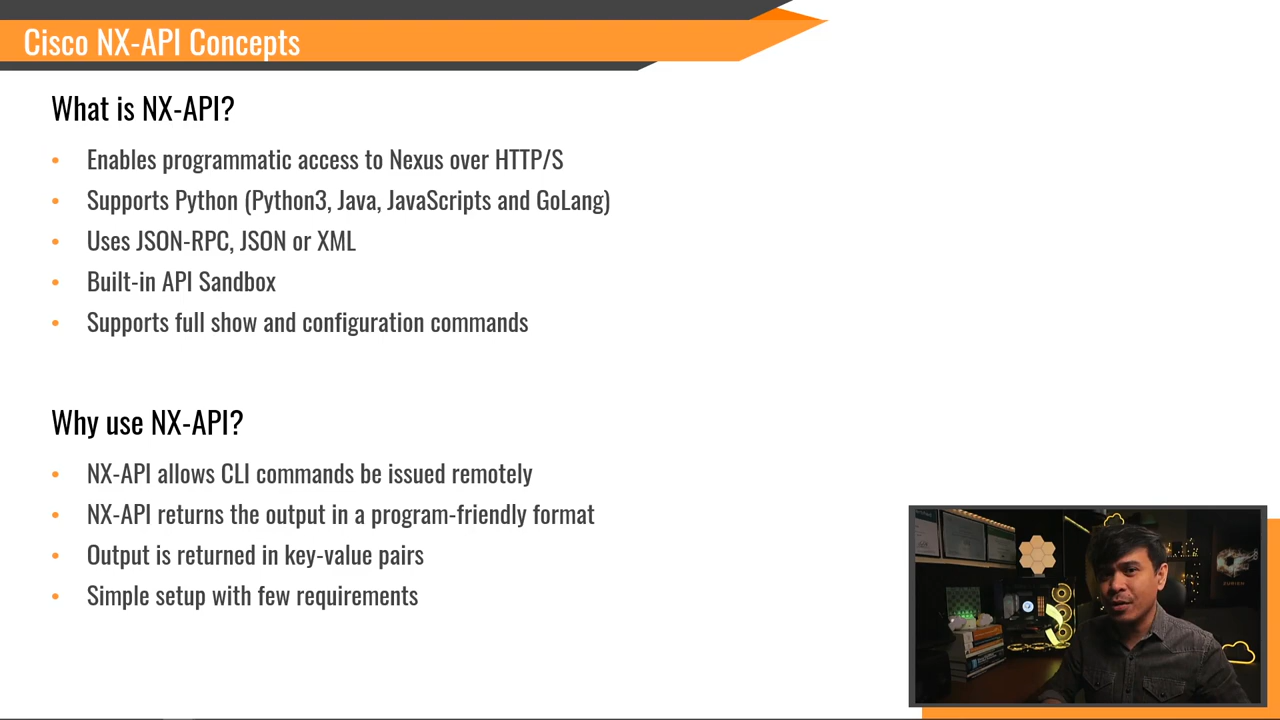 Cisco NX-API Concepts
What is NX-API?
• Enables programmatic access to Nexus over HTTP/S
• Supports Python (Python3, Java, JavaScripts and GoLang)
• Uses JSON-RPC, JSON or XML
• Built-in API Sandbox
• Supports full show and configuration commands
Why use NX-API?
• NX-API allows CLI commands be issued remotely
• NX-API returns the output in a program-friendly format
• Output is returned in key-value pairs
• Simple setup with few requirements